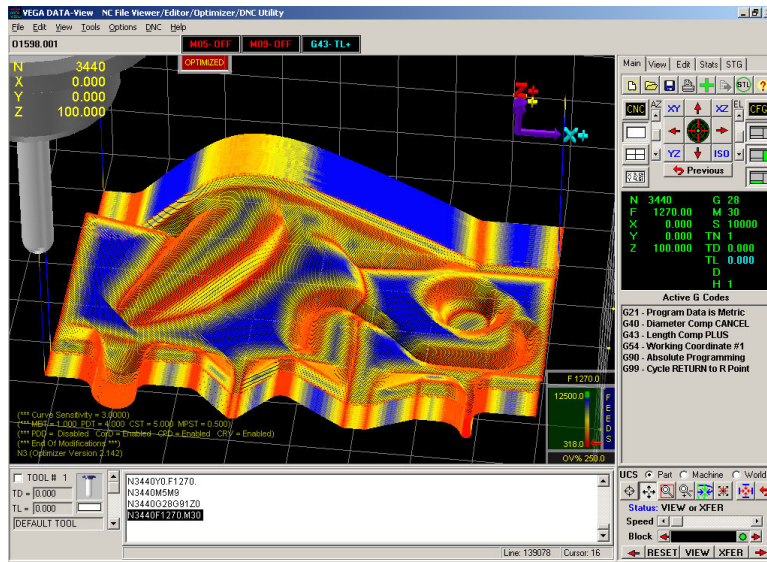 VEGA DATA-View NC File Viewer/Editor/Optimizer/DNC Utility
File Edit View Tools Options DNC Help
O1598.001
M05- OFF M09- OFF G43- TL+
OPTIMIZED
N 3440
X 0.000
Y 0.000
Z 100.000
Z+
X+
Main View Edit Stats STG
STL ?
CNC AZ XY XZ EL CFG
YZ ISO
Previous
N 3440 G 28
F 1270.00 M 30
X 0.000 S 10000
Y 0.000 TN 1
Z 100.000 TD 0.000
TL 0.000
D
H 1
Active G Codes
G21 - Program Data is Metric
G40 - Diameter Comp CANCEL
G43 - Length Comp PLUS
G54 - Working Coordinate #1
G90 - Absolute Programming
G99 - Cycle RETURN to R Point
F 1270.0
12500.0
FEEDS
318.0
OV% 250.0
(*** Curve Sensitivity = 3.0000)
(*** MBT = 1.000 PDT = 4.000 CST = 5.000 MPST = 0.500)
(*** PDD = Disabled CorD = Enabled CPD = Enabled CRV = Enabled)
(*** End Of Modifications ***)
N3 (Optimizer Version 2.142)
TOOL # 1
TD = 0.000
TL = 0.000
DEFAULT TOOL
N3440Y0.F1270.
N3440M5M9
N3440G28G91Z0
N3440F1270.M30
Line: 139078 Cursor: 16
UCS Part Machine World
Status: VIEW or XFER
Speed
Block
RESET VIEW XFER